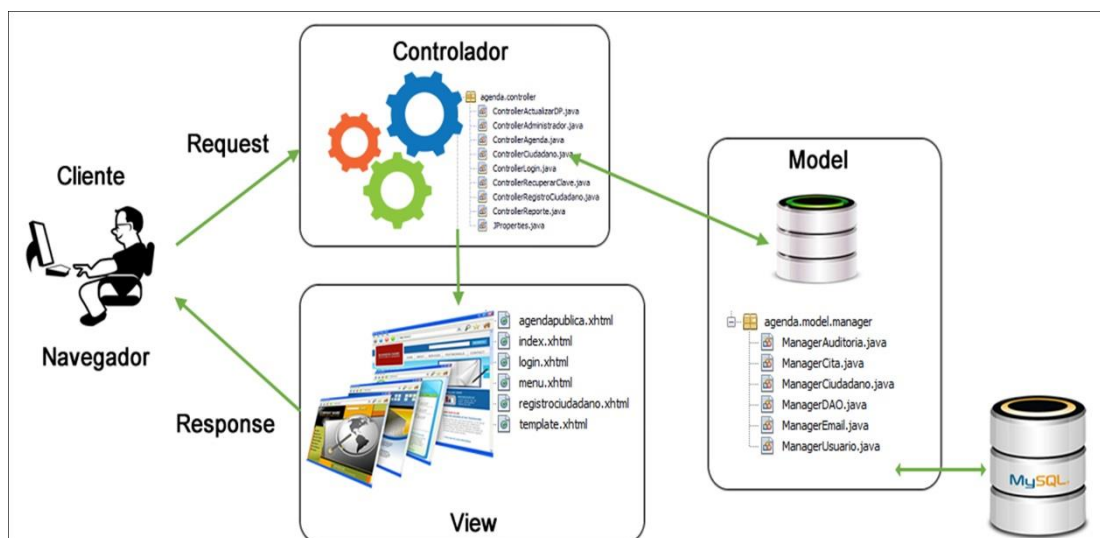 Controlador
agenda.controller
ControllerActualizarDP.java
ControllerAdministrador.java
ControllerAgenda.java
ControllerCiudadano.java
ControllerLogin.java
ControllerRecuperarClave.java
ControllerRegistroCiudadano.java
ControllerReporte.java
JProperties.java
Request
Cliente
Navegador
Response
agendapublica.xhtml
index.xhtml
login.xhtml
menu.xhtml
registrociudadano.xhtml
template.xhtml
View
Model
agenda.model.manager
ManagerAuditoria.java
ManagerCita.java
ManagerCiudadano.java
ManagerDAO.java
ManagerEmail.java
ManagerUsuario.java
MySQL